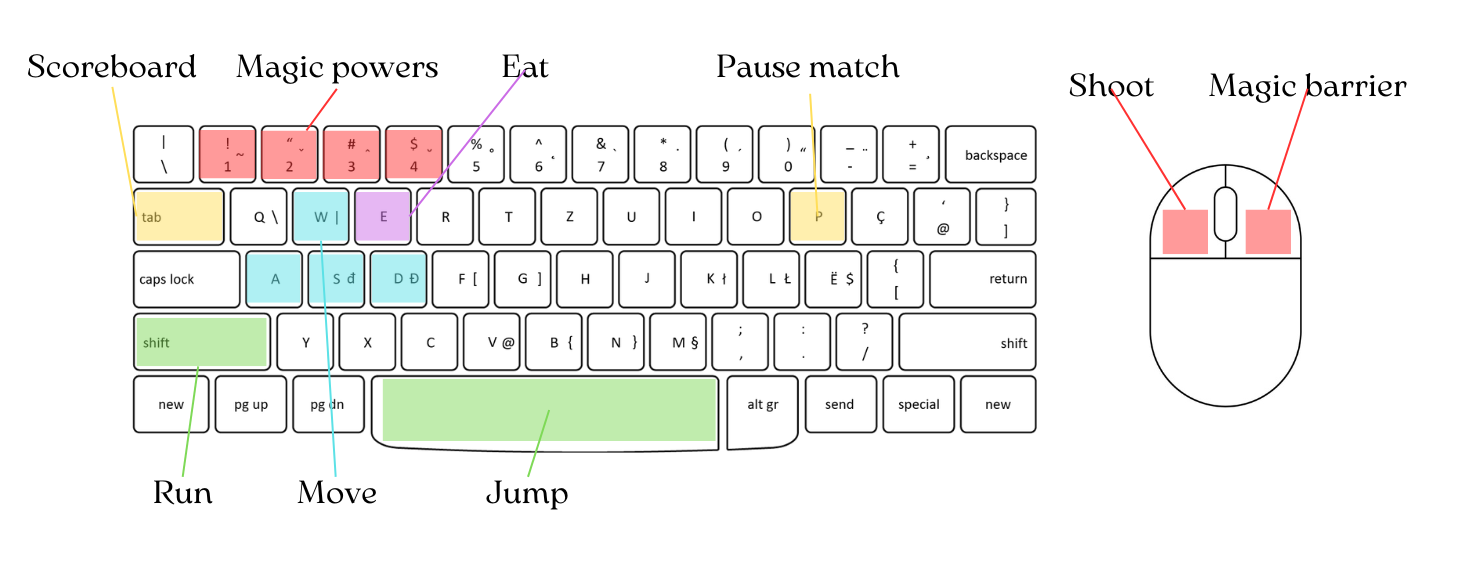 Scoreboard
Magic powers
Eat
Pause match
Shoot
Magic barrier
| \
! 1 ~
“ 2 ˇ
# 3 ^
$ 4 ˘
% 5 °
^ 6 ˛
& 7 `
* 8 ˙
( 9 ´
) 0 ˝
_ - ¨
+ = ¸
backspace
tab
Q \
W |
E
R
T
Z
U
I
O
P
Ç
‘ @
} ]
caps lock
A
S đ
D Đ
F [
G ]
H
J
K ł
L Ł
Ë $
{ [
return
shift
Y
X
C
V @
B {
N }
M §
; ,
: .
? /
shift
new
pg up
pg dn
alt gr
send
special
new
Run
Move
Jump